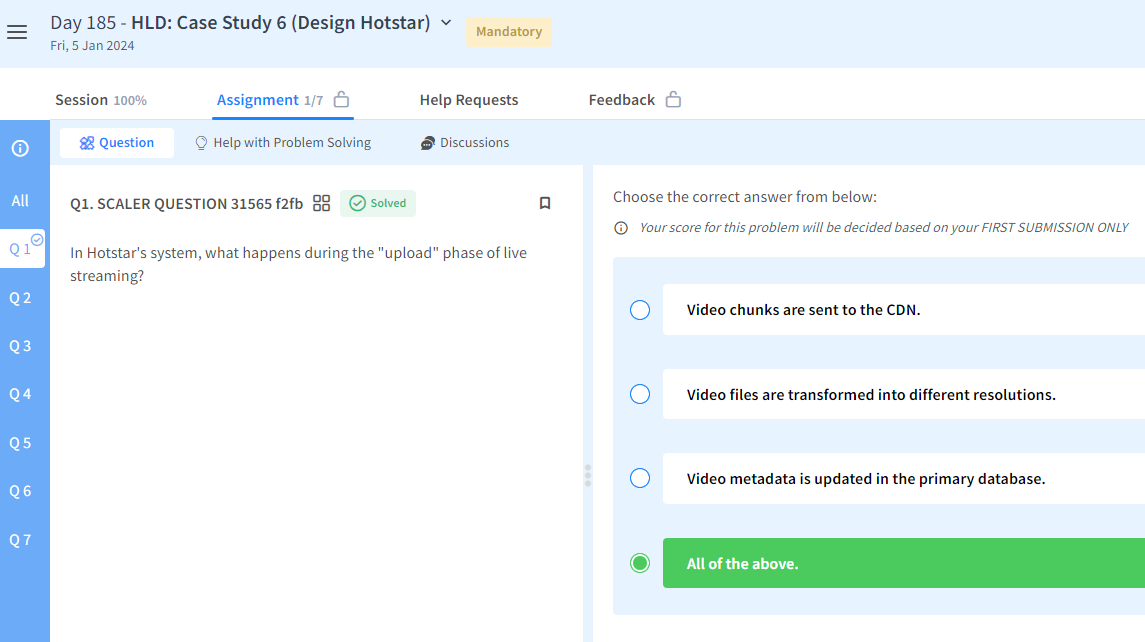 Day 185 - HLD: Case Study 6 (Design Hotstar)
Mandatory
Fri, 5 Jan 2024
Session 100%
Assignment 1/7
Help Requests
Feedback
Question
Help with Problem Solving
Discussions
All
Q 1
Q 2
Q 3
Q 4
Q 5
Q 6
Q 7
Q1. SCALER QUESTION 31565 f2fb
Solved
In Hotstar's system, what happens during the "upload" phase of live
streaming?
Choose the correct answer from below:
Your score for this problem will be decided based on your FIRST SUBMISSION ONLY
Video chunks are sent to the CDN.
Video files are transformed into different resolutions.
Video metadata is updated in the primary database.
All of the above.